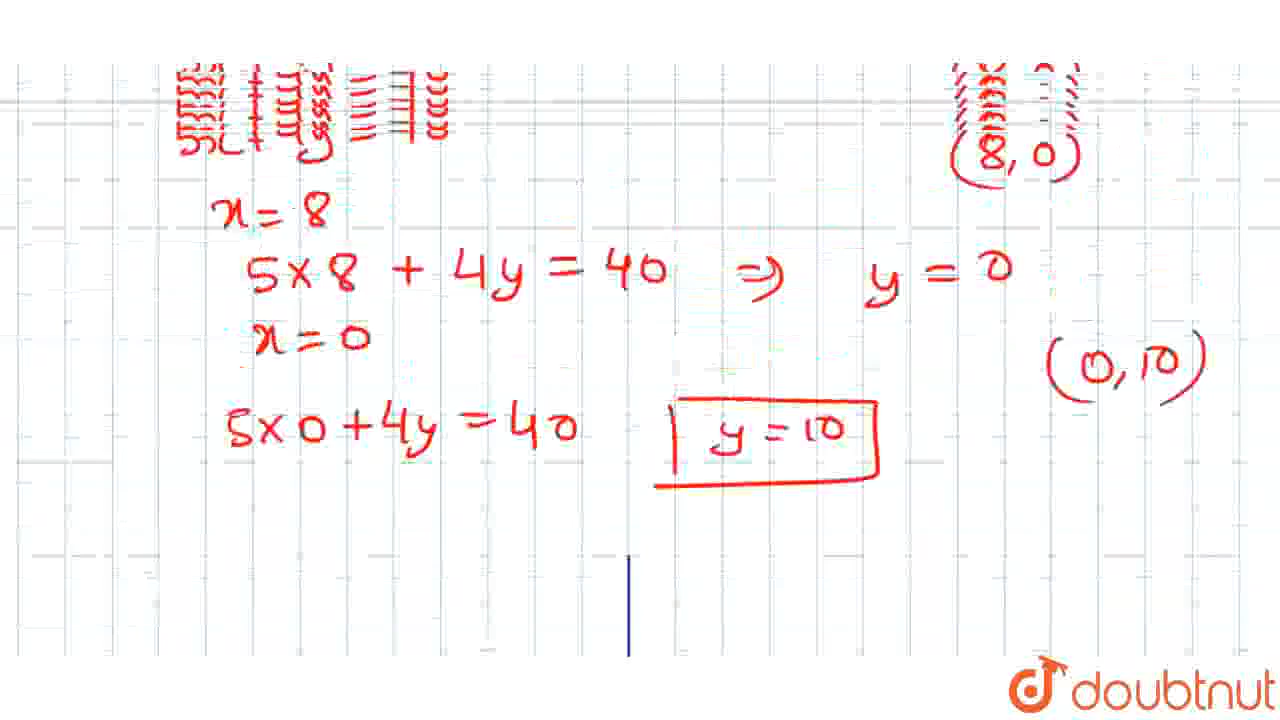 (8, 0)
x = 8
5 × 8 + 4y = 40 ⇒ y = 0
x = 0
(0, 10)
5 × 0 + 4y = 40 y = 10
doubtnut